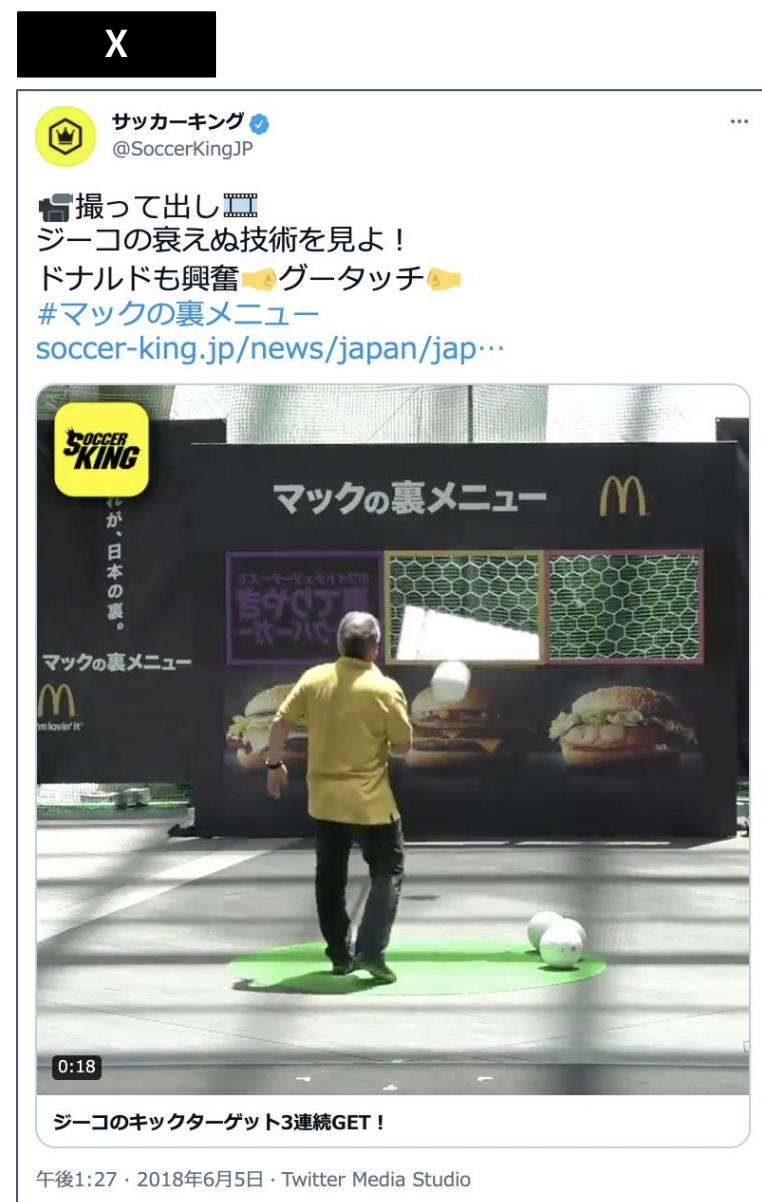 X
サッカーキング
@SoccerKingJP
撮って出し
ジーコの衰えぬ技術を見よ！
ドナルドも興奮🤛グータッチ🤜
#マックの裏メニュー
soccer-king.jp/news/japan/jap…
SOCCER KING
マックの裏メニュー
れが、日本の裏。
マックの裏メニュー
i'm lovin' it
0:18
ジーコのキックターゲット3連続GET！
午後1:27 · 2018年6月5日 · Twitter Media Studio